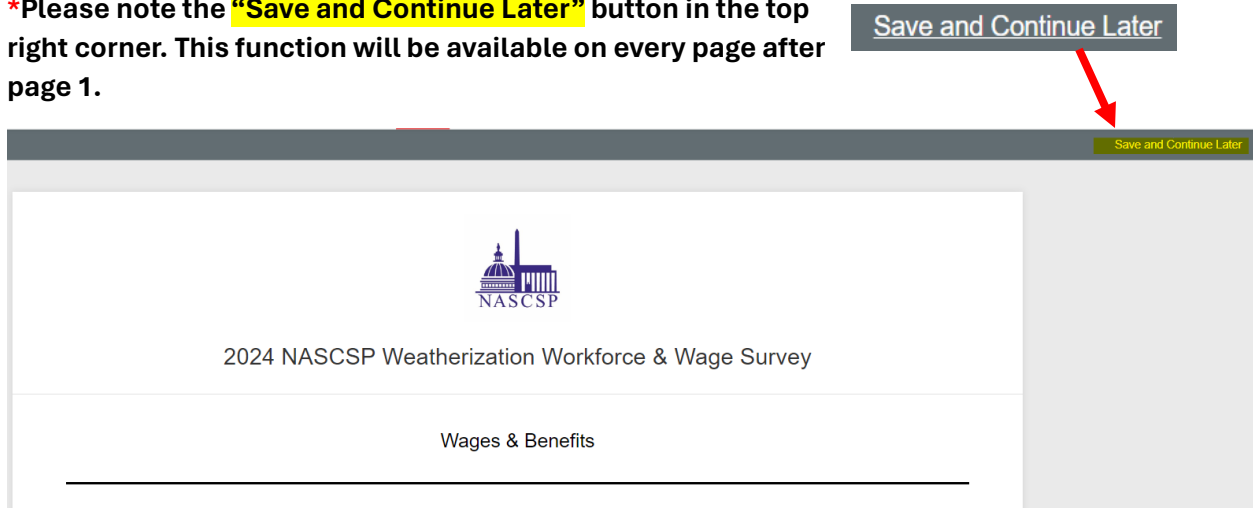 *Please note the “Save and Continue Later” button in the top
right corner. This function will be available on every page after
page 1.
Save and Continue Later
Save and Continue Later
NASCSP
2024 NASCSP Weatherization Workforce & Wage Survey
Wages & Benefits